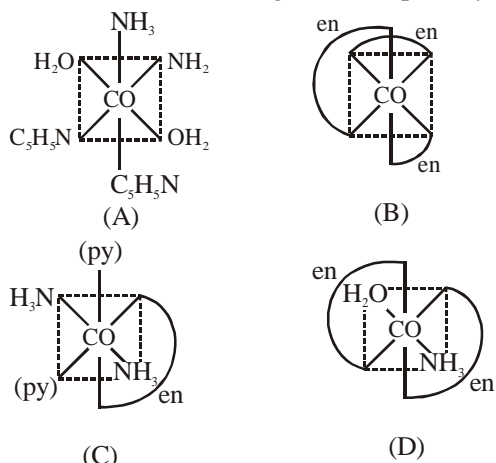 NH₃
en
en
H₂O
NH₂
CO
CO
C₅H₅N
OH₂
en
C₅H₅N
(A)
(B)
(py)
en
H₃N
H₂O
CO
CO
(py)
NH₃
en
NH₃
en
(C)
(D)